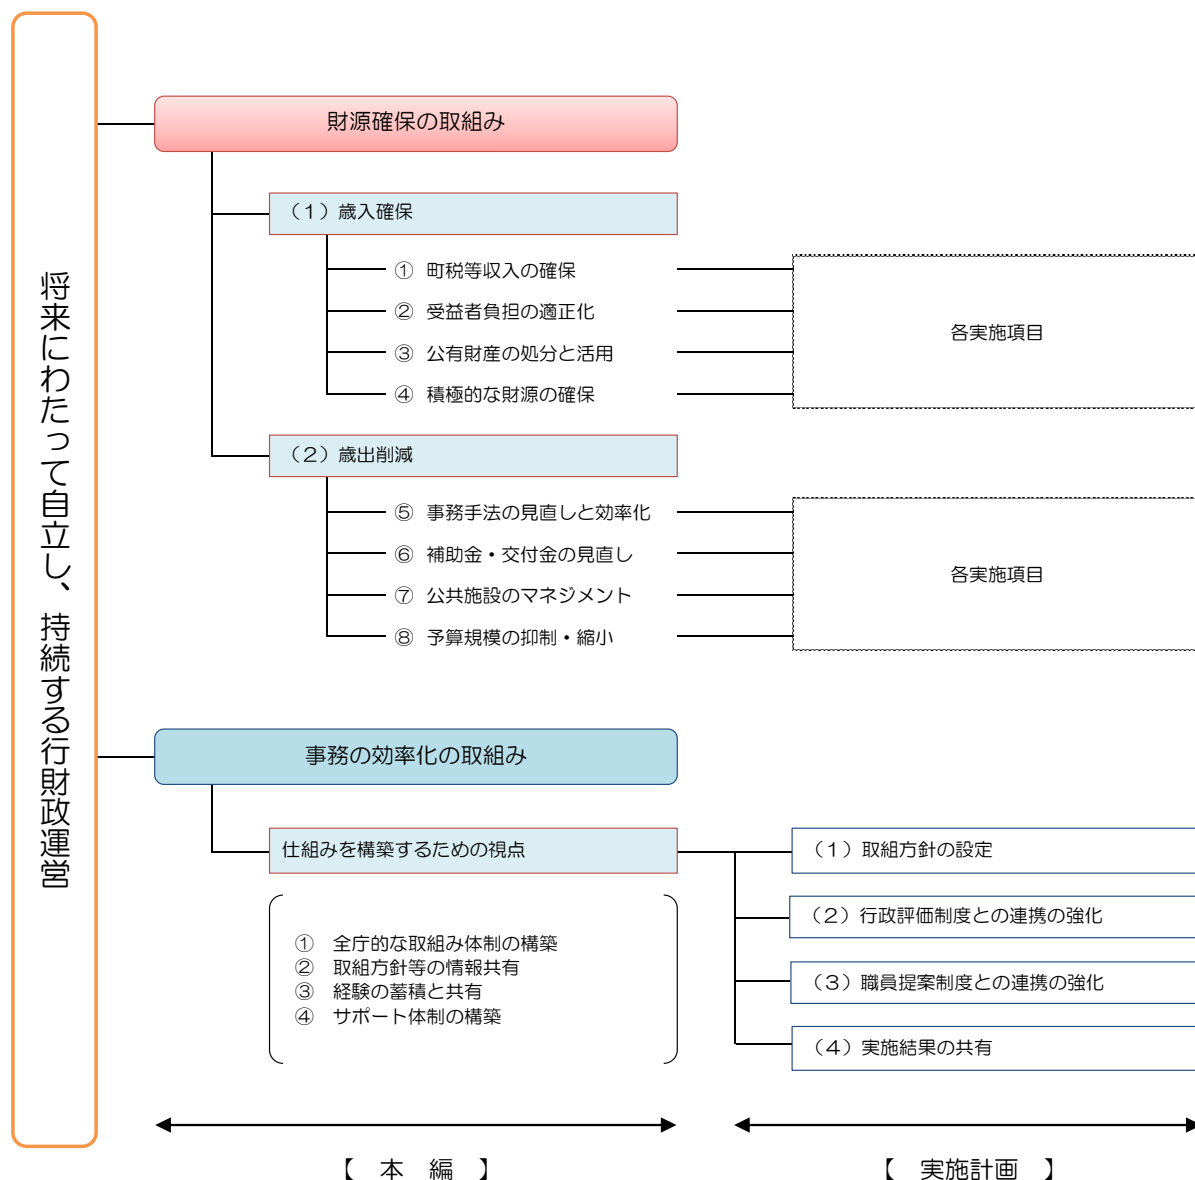 将来にわたって自立し、持続する行財政運営
財源確保の取組み
（１）歳入確保
① 町税等収入の確保
② 受益者負担の適正化
③ 公有財産の処分と活用
④ 積極的な財源の確保
各実施項目
（２）歳出削減
⑤ 事務手法の見直しと効率化
⑥ 補助金・交付金の見直し
⑦ 公共施設のマネジメント
⑧ 予算規模の抑制・縮小
各実施項目
事務の効率化の取組み
仕組みを構築するための視点
① 全庁的な取組み体制の構築
② 取組方針等の情報共有
③ 経験の蓄積と共有
④ サポート体制の構築
（１）取組方針の設定
（２）行政評価制度との連携の強化
（３）職員提案制度との連携の強化
（４）実施結果の共有
【 本 編 】
【 実施計画 】